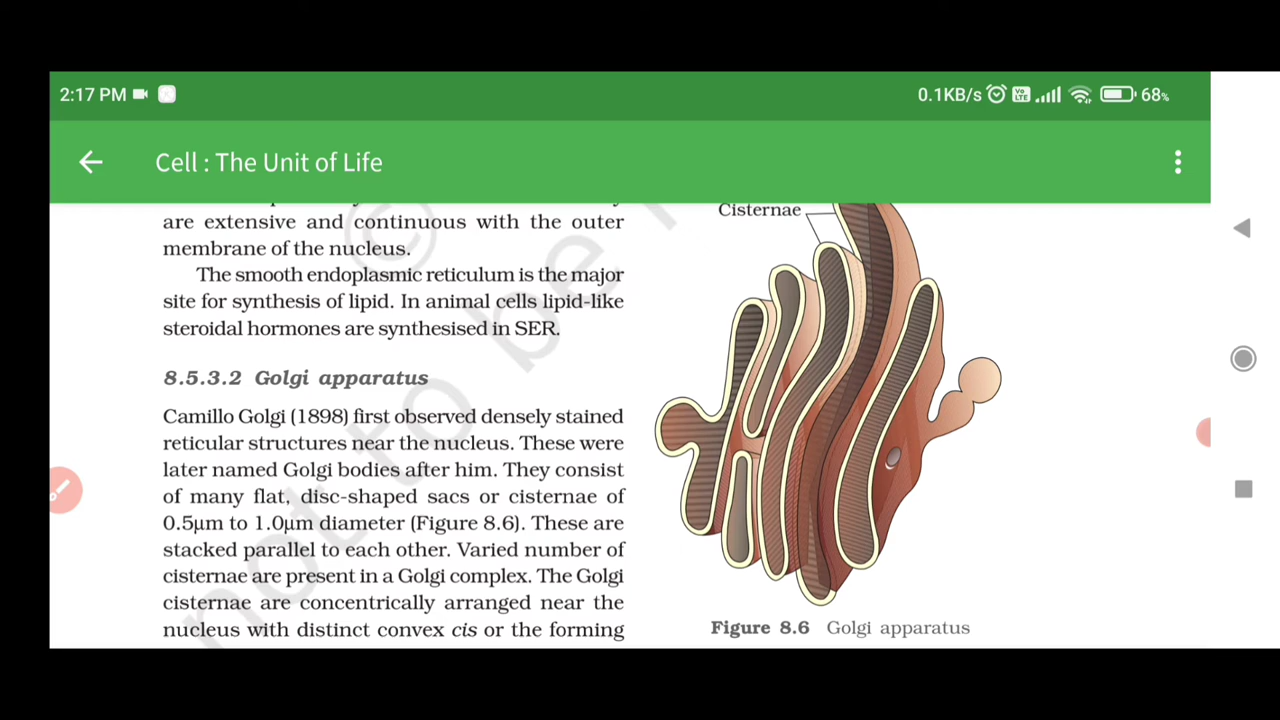 2:17 PM
0.1KB/s Vo LTE 68%
Cell : The Unit of Life
are extensive and continuous with the outer
membrane of the nucleus.
The smooth endoplasmic reticulum is the major
site for synthesis of lipid. In animal cells lipid-like
steroidal hormones are synthesised in SER.
8.5.3.2 Golgi apparatus
Camillo Golgi (1898) first observed densely stained
reticular structures near the nucleus. These were
later named Golgi bodies after him. They consist
of many flat, disc-shaped sacs or cisternae of
0.5µm to 1.0µm diameter (Figure 8.6). These are
stacked parallel to each other. Varied number of
cisternae are present in a Golgi complex. The Golgi
cisternae are concentrically arranged near the
nucleus with distinct convex cis or the forming
Cisternae
Figure 8.6 Golgi apparatus
©
not to be